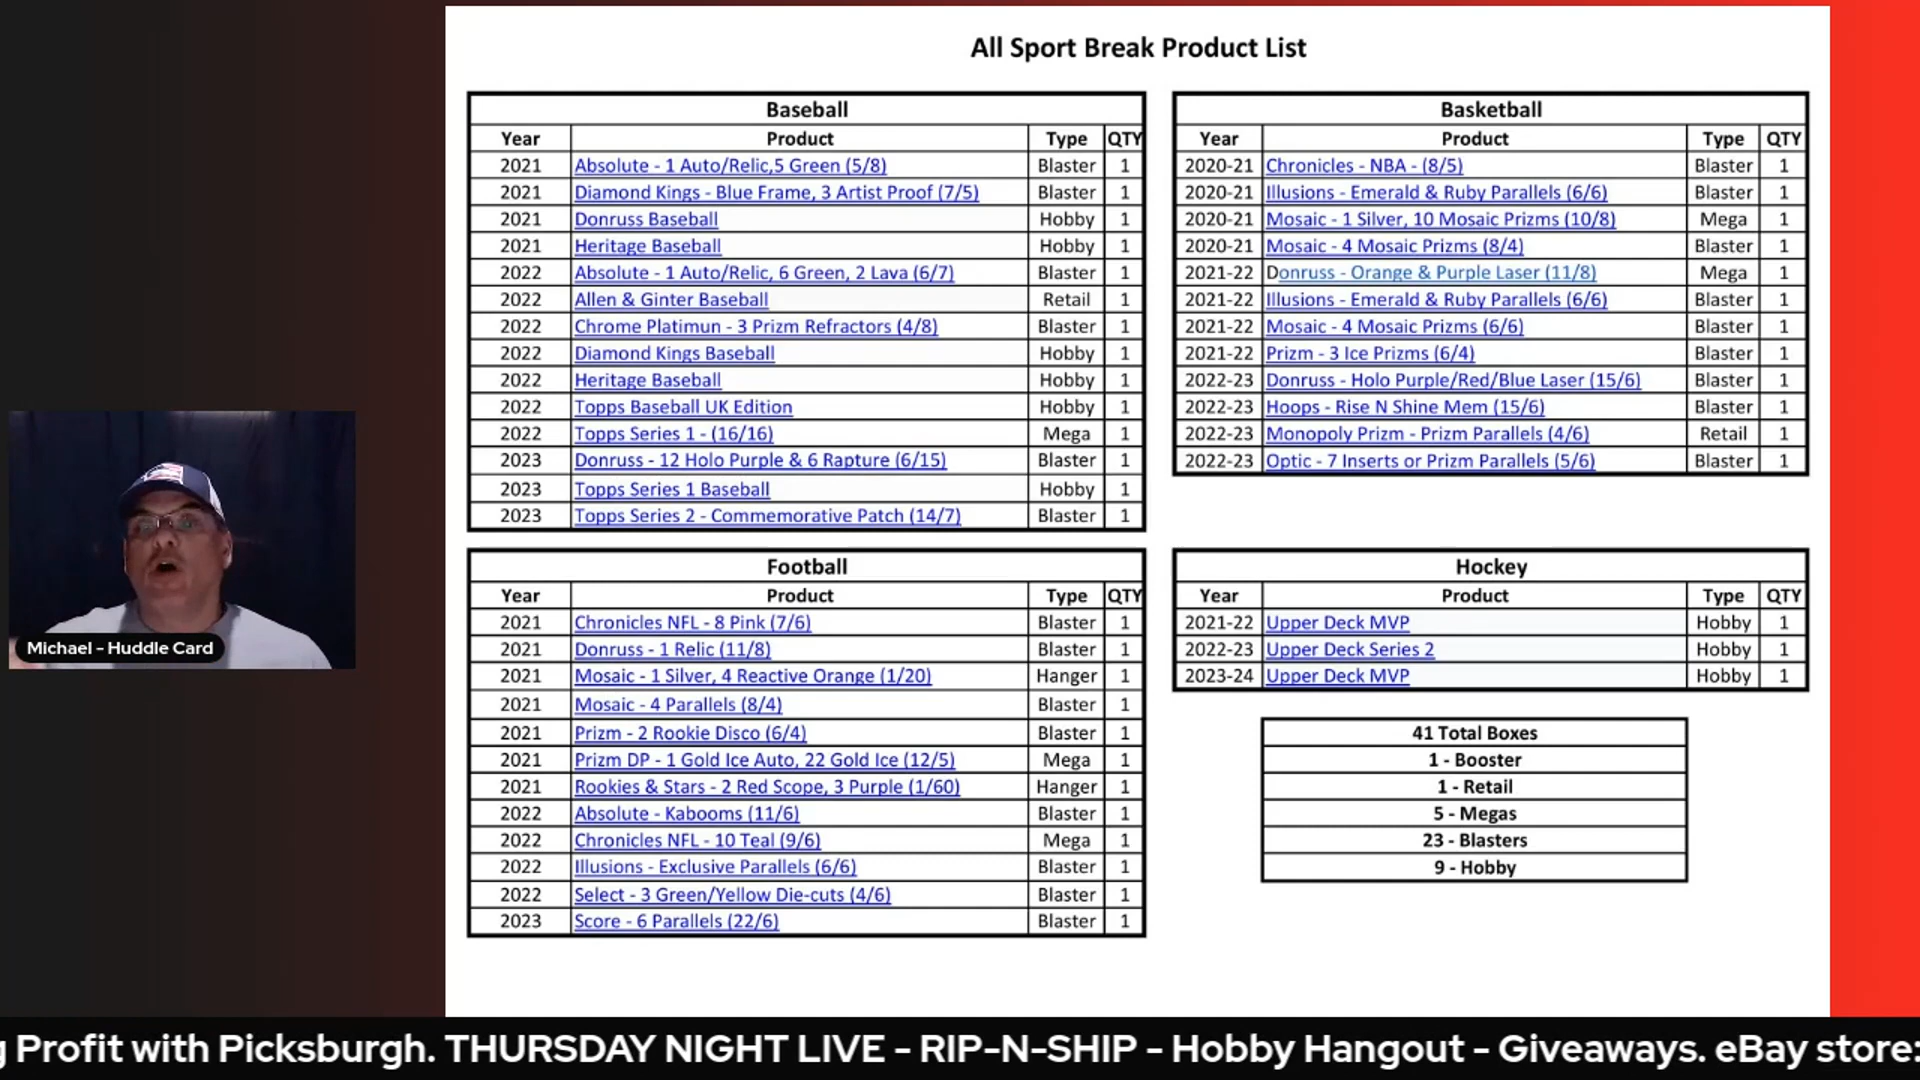 All Sport Break Product List
Baseball
Year Product Type QTY
2021 Absolute - 1 Auto/Relic,5 Green (5/8) Blaster 1
2021 Diamond Kings - Blue Frame, 3 Artist Proof (7/5) Blaster 1
2021 Donruss Baseball Hobby 1
2021 Heritage Baseball Hobby 1
2022 Absolute - 1 Auto/Relic, 6 Green, 2 Lava (6/7) Blaster 1
2022 Allen & Ginter Baseball Retail 1
2022 Chrome Platimun - 3 Prizm Refractors (4/8) Blaster 1
2022 Diamond Kings Baseball Hobby 1
2022 Heritage Baseball Hobby 1
2022 Topps Baseball UK Edition Hobby 1
2022 Topps Series 1 - (16/16) Mega 1
2023 Donruss - 12 Holo Purple & 6 Rapture (6/15) Blaster 1
2023 Topps Series 1 Baseball Hobby 1
2023 Topps Series 2 - Commemorative Patch (14/7) Blaster 1
Basketball
Year Product Type QTY
2020-21 Chronicles - NBA - (8/5) Blaster 1
2020-21 Illusions - Emerald & Ruby Parallels (6/6) Blaster 1
2020-21 Mosaic - 1 Silver, 10 Mosaic Prizms (10/8) Mega 1
2020-21 Mosaic - 4 Mosaic Prizms (8/4) Blaster 1
2021-22 Donruss - Orange & Purple Laser (11/8) Mega 1
2021-22 Illusions - Emerald & Ruby Parallels (6/6) Blaster 1
2021-22 Mosaic - 4 Mosaic Prizms (6/6) Blaster 1
2021-22 Prizm - 3 Ice Prizms (6/4) Blaster 1
2022-23 Donruss - Holo Purple/Red/Blue Laser (15/6) Blaster 1
2022-23 Hoops - Rise N Shine Mem (15/6) Blaster 1
2022-23 Monopoly Prizm - Prizm Parallels (4/6) Retail 1
2022-23 Optic - 7 Inserts or Prizm Parallels (5/6) Blaster 1
Football
Year Product Type QTY
2021 Chronicles NFL - 8 Pink (7/6) Blaster 1
2021 Donruss - 1 Relic (11/8) Blaster 1
2021 Mosaic - 1 Silver, 4 Reactive Orange (1/20) Hanger 1
2021 Mosaic - 4 Parallels (8/4) Blaster 1
2021 Prizm - 2 Rookie Disco (6/4) Blaster 1
2021 Prizm DP - 1 Gold Ice Auto, 22 Gold Ice (12/5) Mega 1
2021 Rookies & Stars - 2 Red Scope, 3 Purple (1/60) Hanger 1
2022 Absolute - Kabooms (11/6) Blaster 1
2022 Chronicles NFL - 10 Teal (9/6) Mega 1
2022 Illusions - Exclusive Parallels (6/6) Blaster 1
2022 Select - 3 Green/Yellow Die-cuts (4/6) Blaster 1
2023 Score - 6 Parallels (22/6) Blaster 1
Hockey
Year Product Type QTY
2021-22 Upper Deck MVP Hobby 1
2022-23 Upper Deck Series 2 Hobby 1
2023-24 Upper Deck MVP Hobby 1
41 Total Boxes
1 - Booster
1 - Retail
5 - Megas
23 - Blasters
9 - Hobby
Michael - Huddle Card
g Profit with Picksburgh. THURSDAY NIGHT LIVE - RIP-N-SHIP - Hobby Hangout - Giveaways. eBay store: